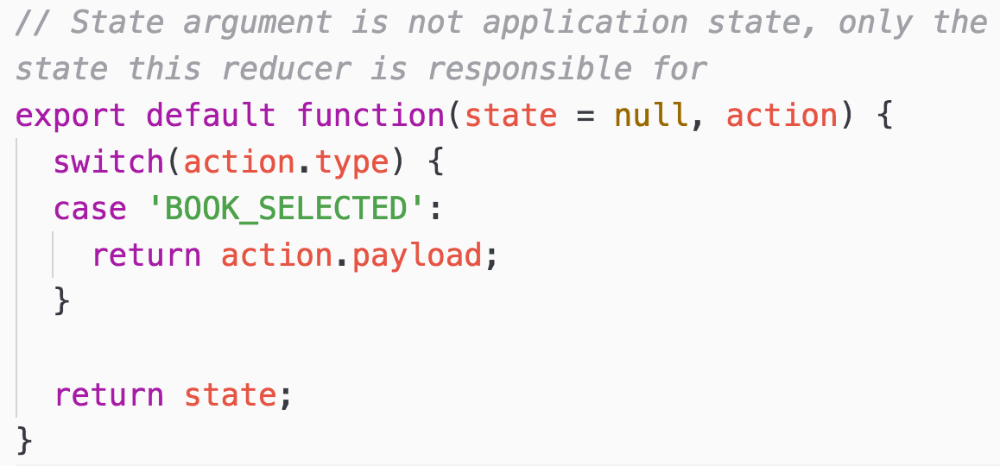 // State argument is not application state, only the
state this reducer is responsible for
export default function(state = null, action) {
  switch(action.type) {
  case 'BOOK_SELECTED':
    return action.payload;
  }

  return state;
}